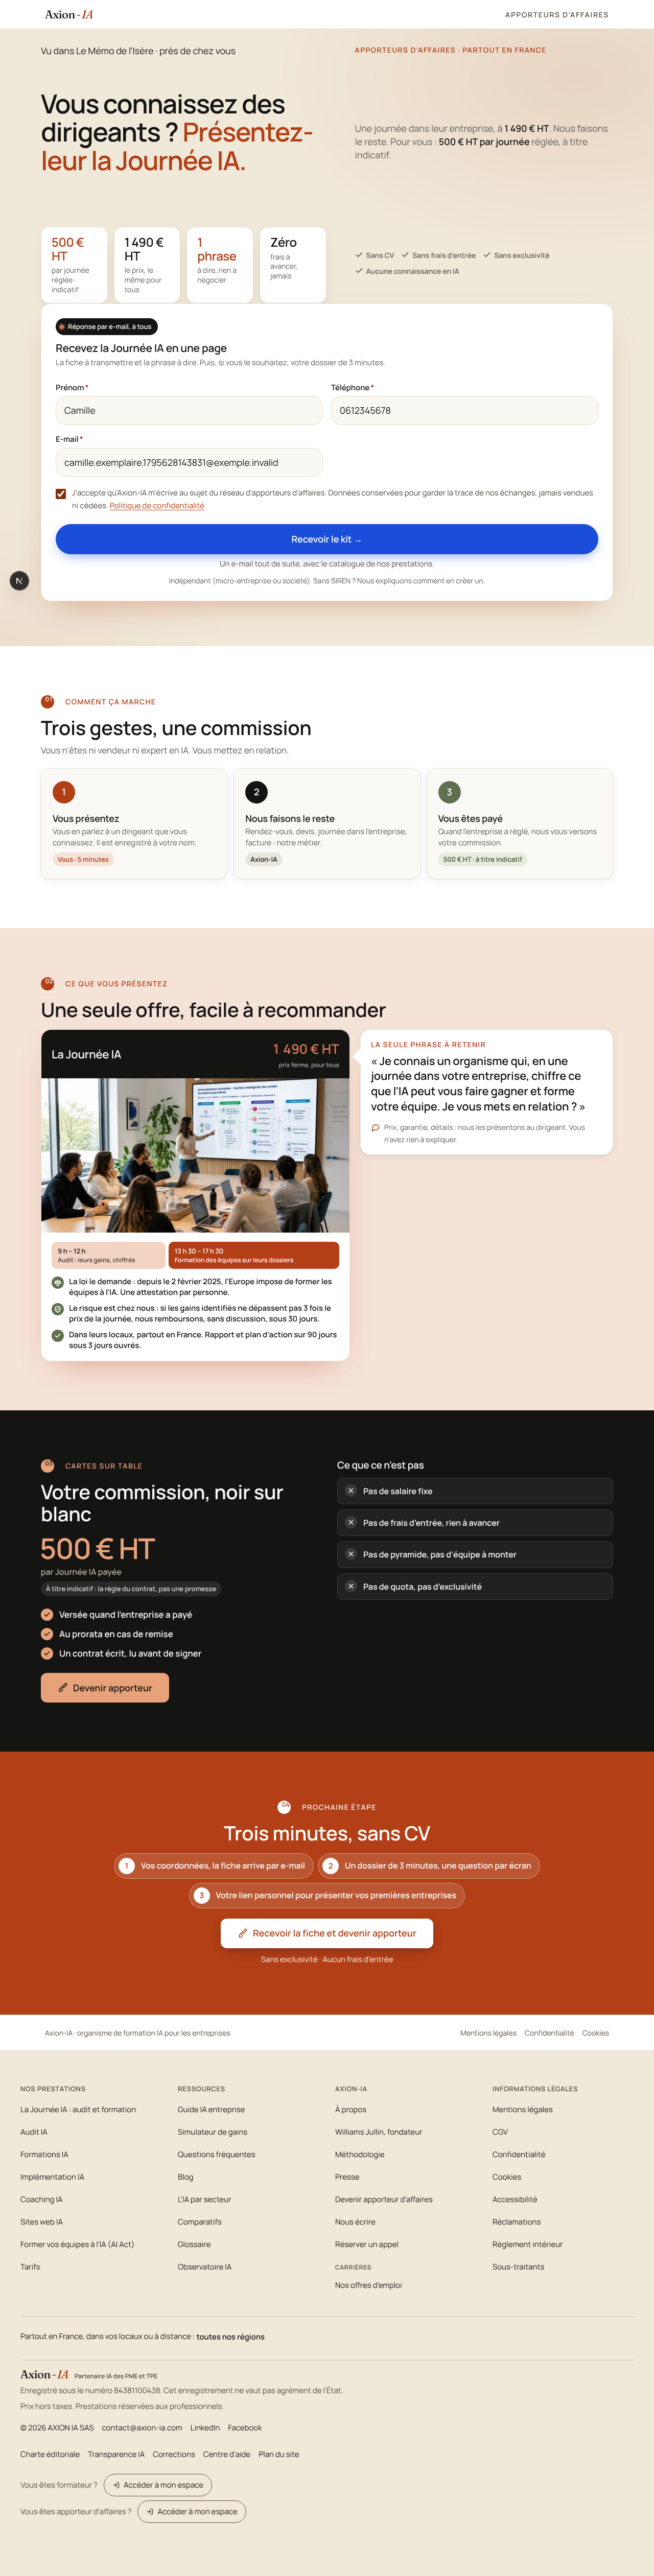 Axion-IA
APPORTEURS D'AFFAIRES
Vu dans Le Mémo de l'Isère · près de chez vous
APPORTEURS D'AFFAIRES · PARTOUT EN FRANCE
Vous connaissez des
dirigeants ? Présentez-
leur la Journée IA.
Une journée dans leur entreprise, à 1 490 € HT. Nous faisons
le reste. Pour vous : 500 € HT par journée réglée, à titre
indicatif.
500 €
HT
par journée
réglée ·
indicatif
1 490 €
HT
le prix, le
même pour
tous
1
phrase
à dire, rien à
négocier
Zéro
frais à
avancer,
jamais
Sans CV
Sans frais d'entrée
Sans exclusivité
Aucune connaissance en IA
Réponse par e-mail, à tous
Recevez la Journée IA en une page
La fiche à transmettre et la phrase à dire. Puis, si vous le souhaitez, votre dossier de 3 minutes.
Prénom *
Téléphone *
Camille
0612345678
E-mail *
camille.exemplaire.1795628143831@exemple.invalid
J'accepte qu'Axion-IA m'écrive au sujet du réseau d'apporteurs d'affaires. Données conservées pour garder la trace de nos échanges, jamais vendues
ni cédées. Politique de confidentialité
Recevoir le kit →
Un e-mail tout de suite, avec le catalogue de nos prestations.
Indépendant (micro-entreprise ou société). Sans SIREN ? Nous expliquons comment en créer un.
N
01
COMMENT ÇA MARCHE
Trois gestes, une commission
Vous n'êtes ni vendeur ni expert en IA. Vous mettez en relation.
1
Vous présentez
Vous en parlez à un dirigeant que vous
connaissez. Il est enregistré à votre nom.
Vous · 5 minutes
2
Nous faisons le reste
Rendez-vous, devis, journée dans l'entreprise,
facture : notre métier.
Axion-IA
3
Vous êtes payé
Quand l'entreprise a réglé, nous vous versons
votre commission.
500 € HT · à titre indicatif
02
CE QUE VOUS PRÉSENTEZ
Une seule offre, facile à recommander
La Journée IA
1 490 € HT
prix ferme, pour tous
9 h – 12 h
Audit : leurs gains, chiffrés
13 h 30 – 17 h 30
Formation des équipes sur leurs dossiers
La loi le demande : depuis le 2 février 2025, l'Europe impose de former les
équipes à l'IA. Une attestation par personne.
Le risque est chez nous : si les gains identifiés ne dépassent pas 3 fois le
prix de la journée, nous remboursons, sans discussion, sous 30 jours.
Dans leurs locaux, partout en France. Rapport et plan d'action sur 90 jours
sous 3 jours ouvrés.
LA SEULE PHRASE À RETENIR
« Je connais un organisme qui, en une
journée dans votre entreprise, chiffre ce
que l'IA peut vous faire gagner et forme
votre équipe. Je vous mets en relation ? »
Prix, garantie, détails : nous les présentons au dirigeant. Vous
n'avez rien à expliquer.
03
CARTES SUR TABLE
Votre commission, noir sur
blanc
500 € HT
par Journée IA payée
À titre indicatif : la règle du contrat, pas une promesse
Versée quand l'entreprise a payé
Au prorata en cas de remise
Un contrat écrit, lu avant de signer
Devenir apporteur
Ce que ce n'est pas
Pas de salaire fixe
Pas de frais d'entrée, rien à avancer
Pas de pyramide, pas d'équipe à monter
Pas de quota, pas d'exclusivité
04
PROCHAINE ÉTAPE
Trois minutes, sans CV
1 Vos coordonnées, la fiche arrive par e-mail
2 Un dossier de 3 minutes, une question par écran
3 Votre lien personnel pour présenter vos premières entreprises
Recevoir la fiche et devenir apporteur
Sans exclusivité · Aucun frais d'entrée
Axion-IA · organisme de formation IA pour les entreprises
Mentions légales
Confidentialité
Cookies
NOS PRESTATIONS
La Journée IA : audit et formation
Audit IA
Formations IA
Implémentation IA
Coaching IA
Sites web IA
Former vos équipes à l'IA (AI Act)
Tarifs
RESSOURCES
Guide IA entreprise
Simulateur de gains
Questions fréquentes
Blog
L'IA par secteur
Comparatifs
Glossaire
Observatoire IA
AXION-IA
À propos
Williams Jullin, fondateur
Méthodologie
Presse
Devenir apporteur d'affaires
Nous écrire
Réserver un appel
CARRIÈRES
Nos offres d'emploi
INFORMATIONS LÉGALES
Mentions légales
CGV
Confidentialité
Cookies
Accessibilité
Réclamations
Règlement intérieur
Sous-traitants
Partout en France, dans vos locaux ou à distance : toutes nos régions
Axion-IA
Partenaire IA des PME et TPE
Enregistré sous le numéro 84381100438. Cet enregistrement ne vaut pas agrément de l'État.
Prix hors taxes. Prestations réservées aux professionnels.
© 2026 AXION IA SAS
contact@axion-ia.com
LinkedIn
Facebook
Charte éditoriale
Transparence IA
Corrections
Centre d'aide
Plan du site
Vous êtes formateur ?
Accéder à mon espace
Vous êtes apporteur d'affaires ?
Accéder à mon espace